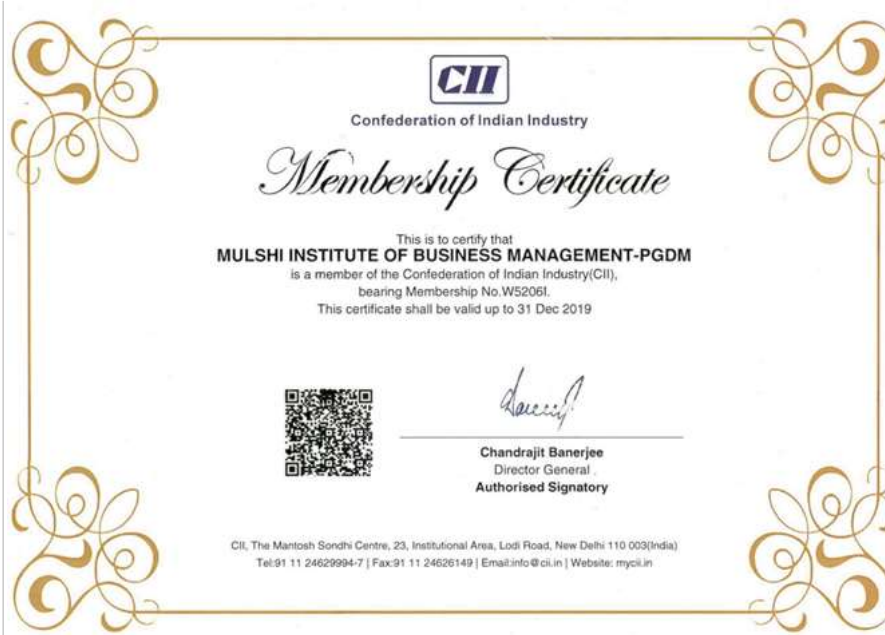 CII
Confederation of Indian Industry
Membership Certificate
This is to certify that
MULSHI INSTITUTE OF BUSINESS MANAGEMENT-PGDM
is a member of the Confederation of Indian Industry(CII),
bearing Membership No.W5206I.
This certificate shall be valid up to 31 Dec 2019
Chandrajit Banerjee
Director General
Authorised Signatory
CII, The Mantosh Sondhi Centre, 23, Institutional Area, Lodi Road, New Delhi 110 003(India)
Tel:91 11 24629994-7 | Fax:91 11 24626149 | Email:info@cii.in | Website: mycii.in